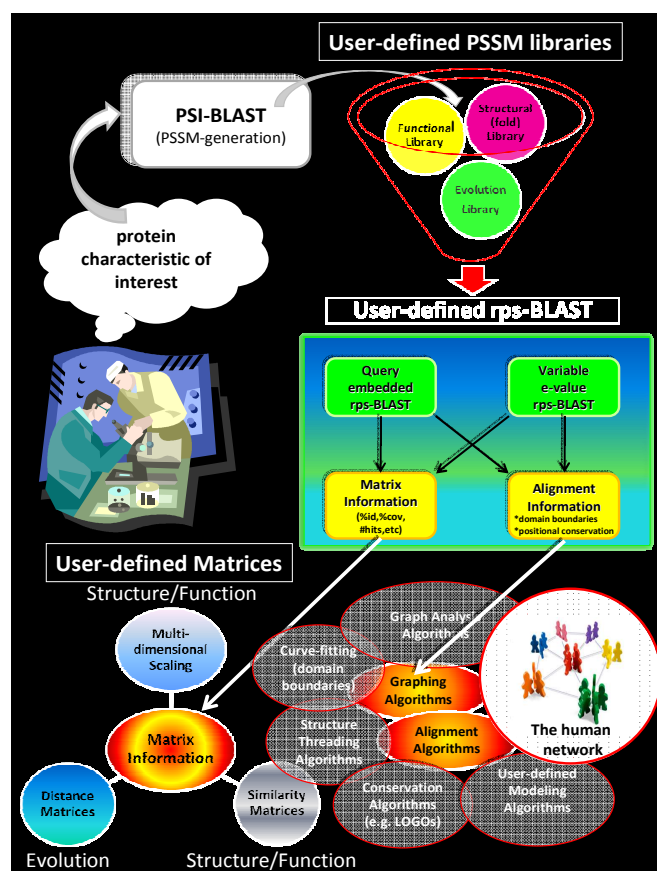 User-defined PSSM libraries
PSI-BLAST
(PSSM-generation)
Functional
Library
Structural
(fold)
Library
Evolution
Library
protein
characteristic of
interest
User-defined rps-BLAST
Query
embedded
rps-BLAST
Variable
e-value
rps-BLAST
Matrix
Information
(%id,%cov,
#hits,etc)
Alignment
Information
*domain boundaries
*positional conservation
User-defined Matrices
Structure/Function
Multi-
dimensional
Scaling
Matrix
Information
Distance
Matrices
Similarity
Matrices
Evolution
Structure/Function
Graph Analysis
Algorithms
Curve-fitting
(domain
boundaries)
Graphing
Algorithms
Structure
Threading
Algorithms
Alignment
Algorithms
Conservation
Algorithms
(e.g. LOGOs)
User-defined
Modeling
Algorithms
The human
network